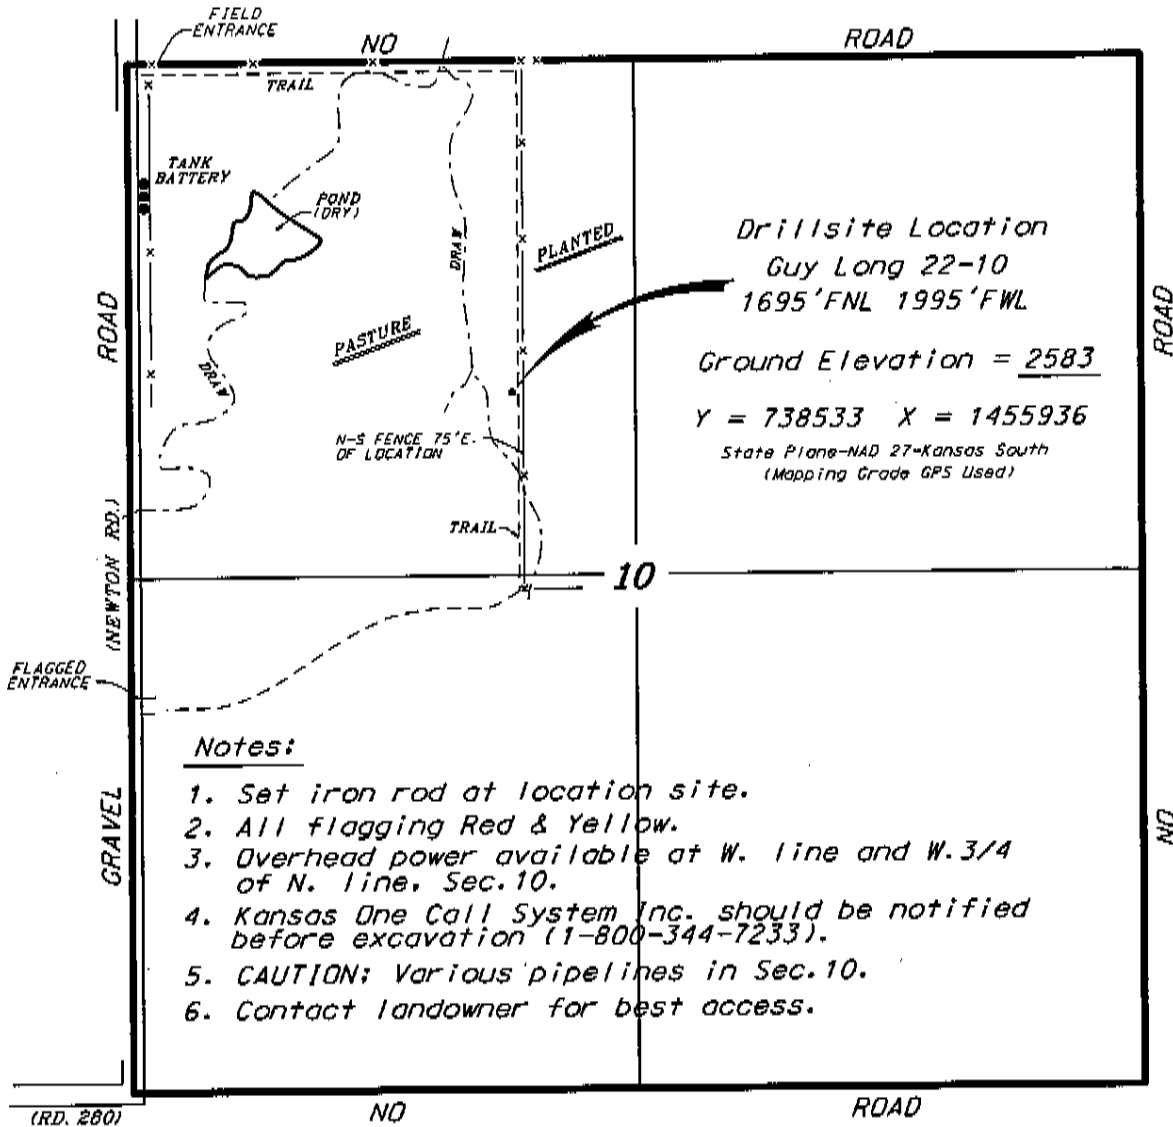 FIELD
ENTRANCE
NO
ROAD
TRAIL
TANK
BATTERY
POND
(DRY)
DRAW
PLANTED
Drillsite Location
Guy Long 22-10
1695'FNL 1995'FWL
ROAD
ROAD
PASTURE
Ground Elevation = 2583
DRAW
Y = 738533 X = 1455936
State Plane-NAD 27-Kansas South
(Mapping Grade GPS Used)
N-S FENCE 75'E.
OF LOCATION
TRAIL
(NEWTON RD.)
10
FLAGGED
ENTRANCE
Notes:
1. Set iron rod at location site.
2. All flagging Red & Yellow.
3. Overhead power available at W. line and W.3/4
of N. line, Sec.10.
4. Kansas One Call System Inc. should be notified
before excavation (1-800-344-7233).
5. CAUTION: Various pipelines in Sec.10.
6. Contact landowner for best access.
GRAVEL
NO
(RD. 280)
NO
ROAD